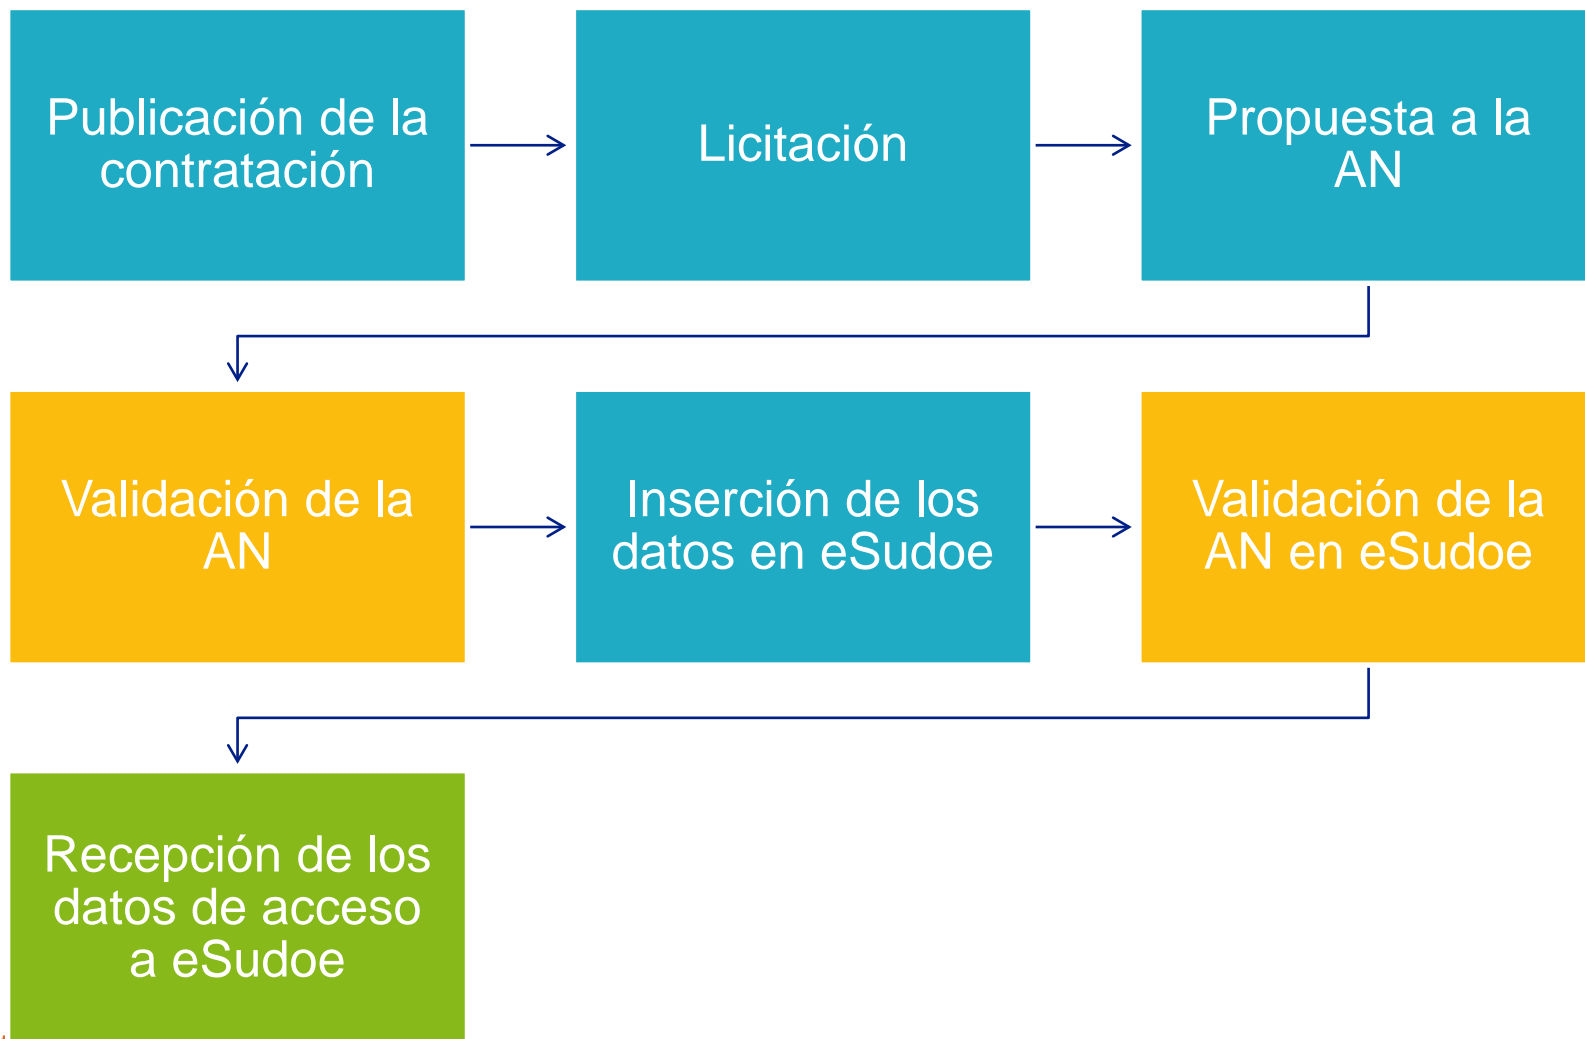 Publicación de la
contratación
Licitación
Propuesta a la
AN
Validación de la
AN
Inserción de los
datos en eSudoe
Validación de la
AN en eSudoe
Recepción de los
datos de acceso
a eSudoe